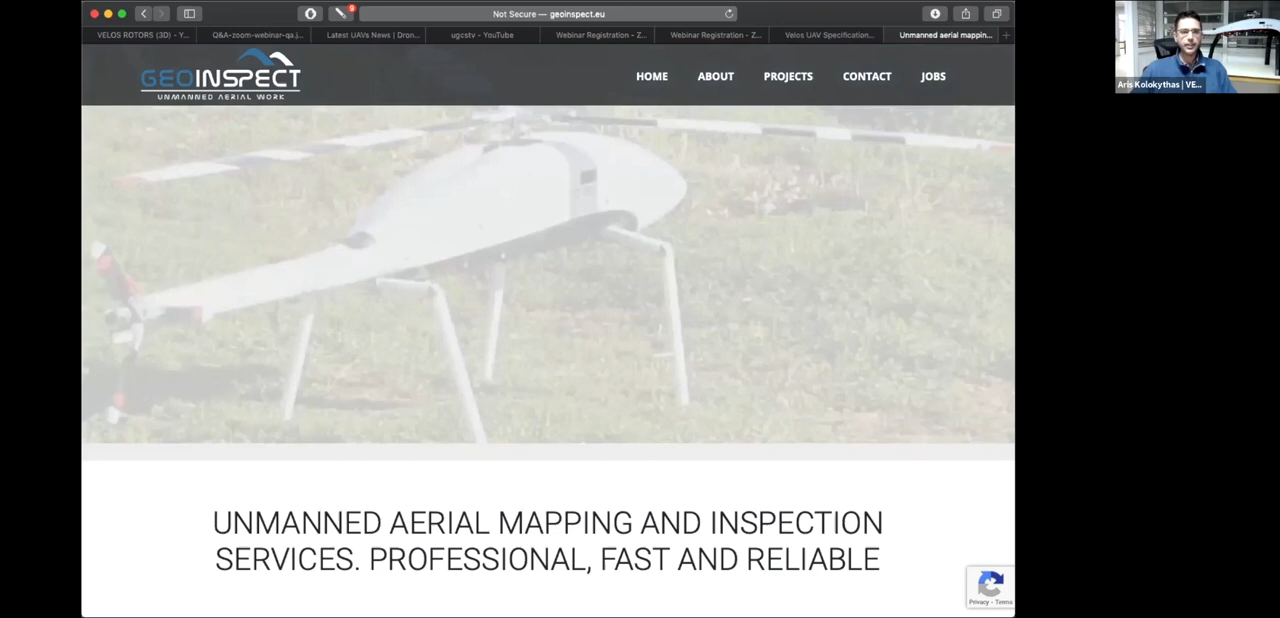 Not Secure — geoinspect.eu
9
VELOS ROTORS (3D) - Y...
Q&A-zoom-webinar-qa.j...
Latest UAVs News | Dron...
ugcstv - YouTube
Webinar Registration - Z...
Webinar Registration - Z...
Velos UAV Specification...
Unmanned aerial mappin...
GEOINSPECT
UNMANNED AERIAL WORK
HOME
ABOUT
PROJECTS
CONTACT
JOBS
Aris Kolokythas | VE...
UNMANNED AERIAL MAPPING AND INSPECTION
SERVICES. PROFESSIONAL, FAST AND RELIABLE
Privacy - Terms